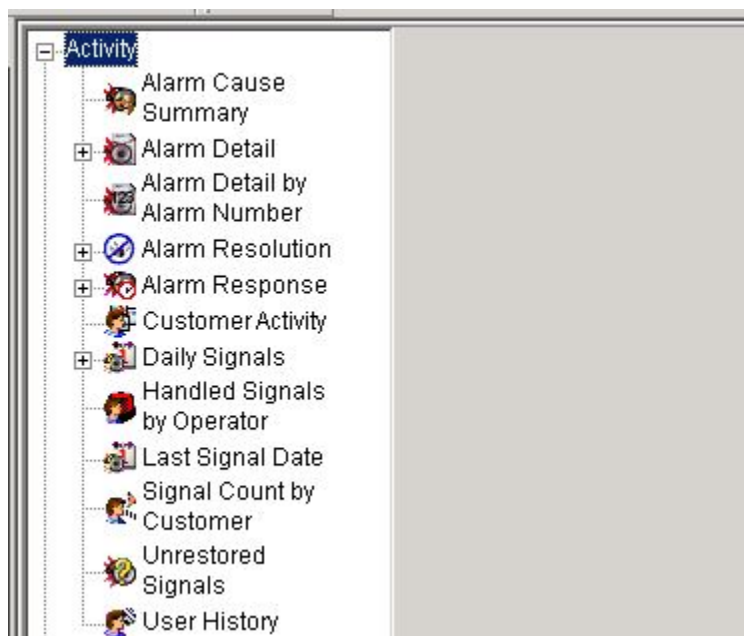 Activity
Alarm Cause
Summary
Alarm Detail
Alarm Detail by
Alarm Number
Alarm Resolution
Alarm Response
Customer Activity
Daily Signals
Handled Signals
by Operator
Last Signal Date
Signal Count by
Customer
Unrestored
Signals
User History